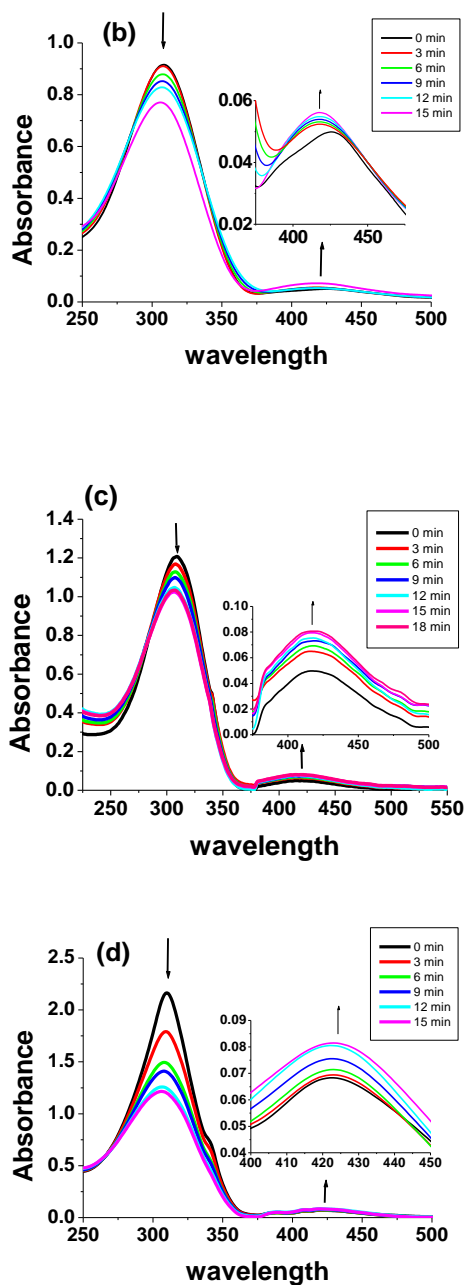 (b)
0 min
3 min
6 min
9 min
12 min
15 min
1.0
0.8
0.6
0.4
0.2
0.0
Absorbance
0.06
0.04
0.02
400 450
250 300 350 400 450 500
wavelength
(c)
0 min
3 min
6 min
9 min
12 min
15 min
18 min
1.4
1.2
1.0
0.8
0.6
0.4
0.2
0.0
Absorbance
0.10
0.08
0.06
0.04
0.02
0.00
400 450 500
250 300 350 400 450 500 550
wavelength
(d)
0 min
3 min
6 min
9 min
12 min
15 min
2.5
2.0
1.5
1.0
0.5
0.0
Absorbance
0.09
0.08
0.07
0.06
0.05
0.04
400 410 420 430 440 450
250 300 350 400 450 500
wavelength